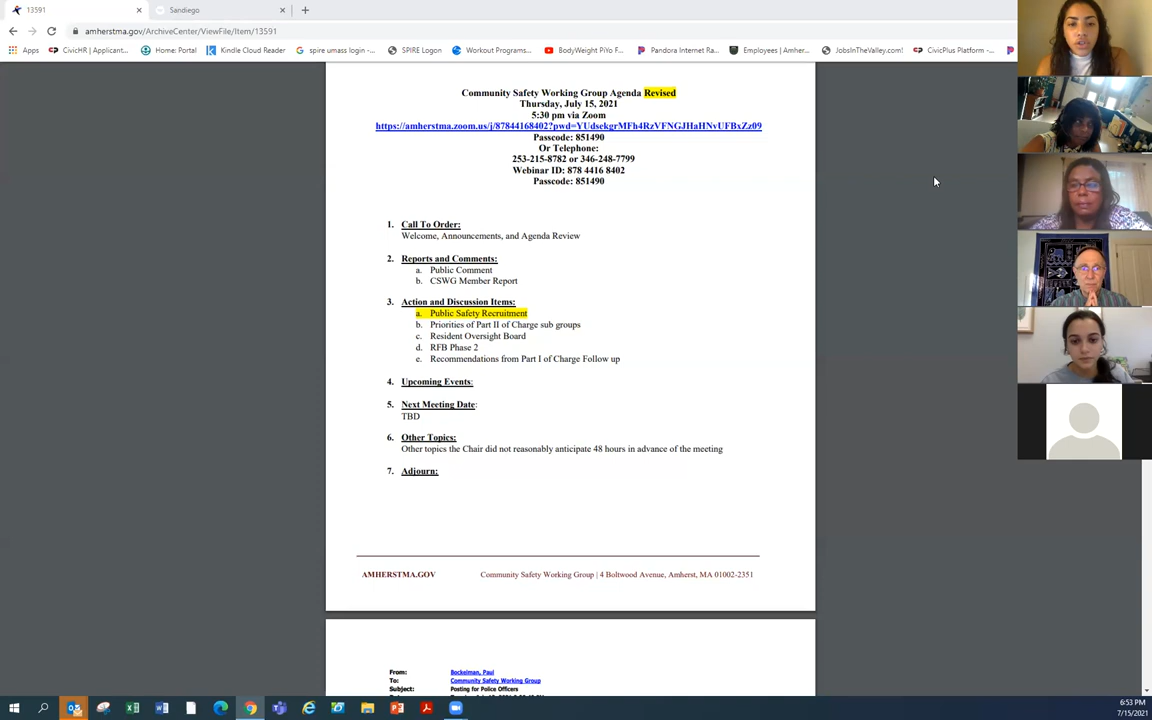 13591
Sandiego
amherstma.gov/ArchiveCenter/ViewFile/Item/13591
Apps
CivicHR | Applicant...
Home: Portal
Kindle Cloud Reader
spire umass login -...
SPIRE Logon
Workout Programs...
BodyWeight PiYo F...
Pandora Internet Ra...
Employees | Amher...
JobsInTheValley.com!
CivicPlus Platform -...
Community Safety Working Group Agenda Revised
Thursday, July 15, 2021
5:30 pm via Zoom
https://amherstma.zoom.us/j/87844168402?pwd=YUdsekgrMFh4RzVFNGJHaHNvUFBxZz09
Passcode: 851490
Or Telephone:
253-215-8782 or 346-248-7799
Webinar ID: 878 4416 8402
Passcode: 851490
1. Call To Order:
Welcome, Announcements, and Agenda Review
2. Reports and Comments:
a. Public Comment
b. CSWG Member Report
3. Action and Discussion Items:
a. Public Safety Recruitment
b. Priorities of Part II of Charge sub groups
c. Resident Oversight Board
d. RFB Phase 2
e. Recommendations from Part I of Charge Follow up
4. Upcoming Events:
5. Next Meeting Date:
TBD
6. Other Topics:
Other topics the Chair did not reasonably anticipate 48 hours in advance of the meeting
7. Adjourn:
AMHERSTMA.GOV
Community Safety Working Group | 4 Boltwood Avenue, Amherst, MA 01002-2351
From: Bockelman, Paul
To: Community Safety Working Group
Subject: Posting for Police Officers
6:53 PM
7/15/2021